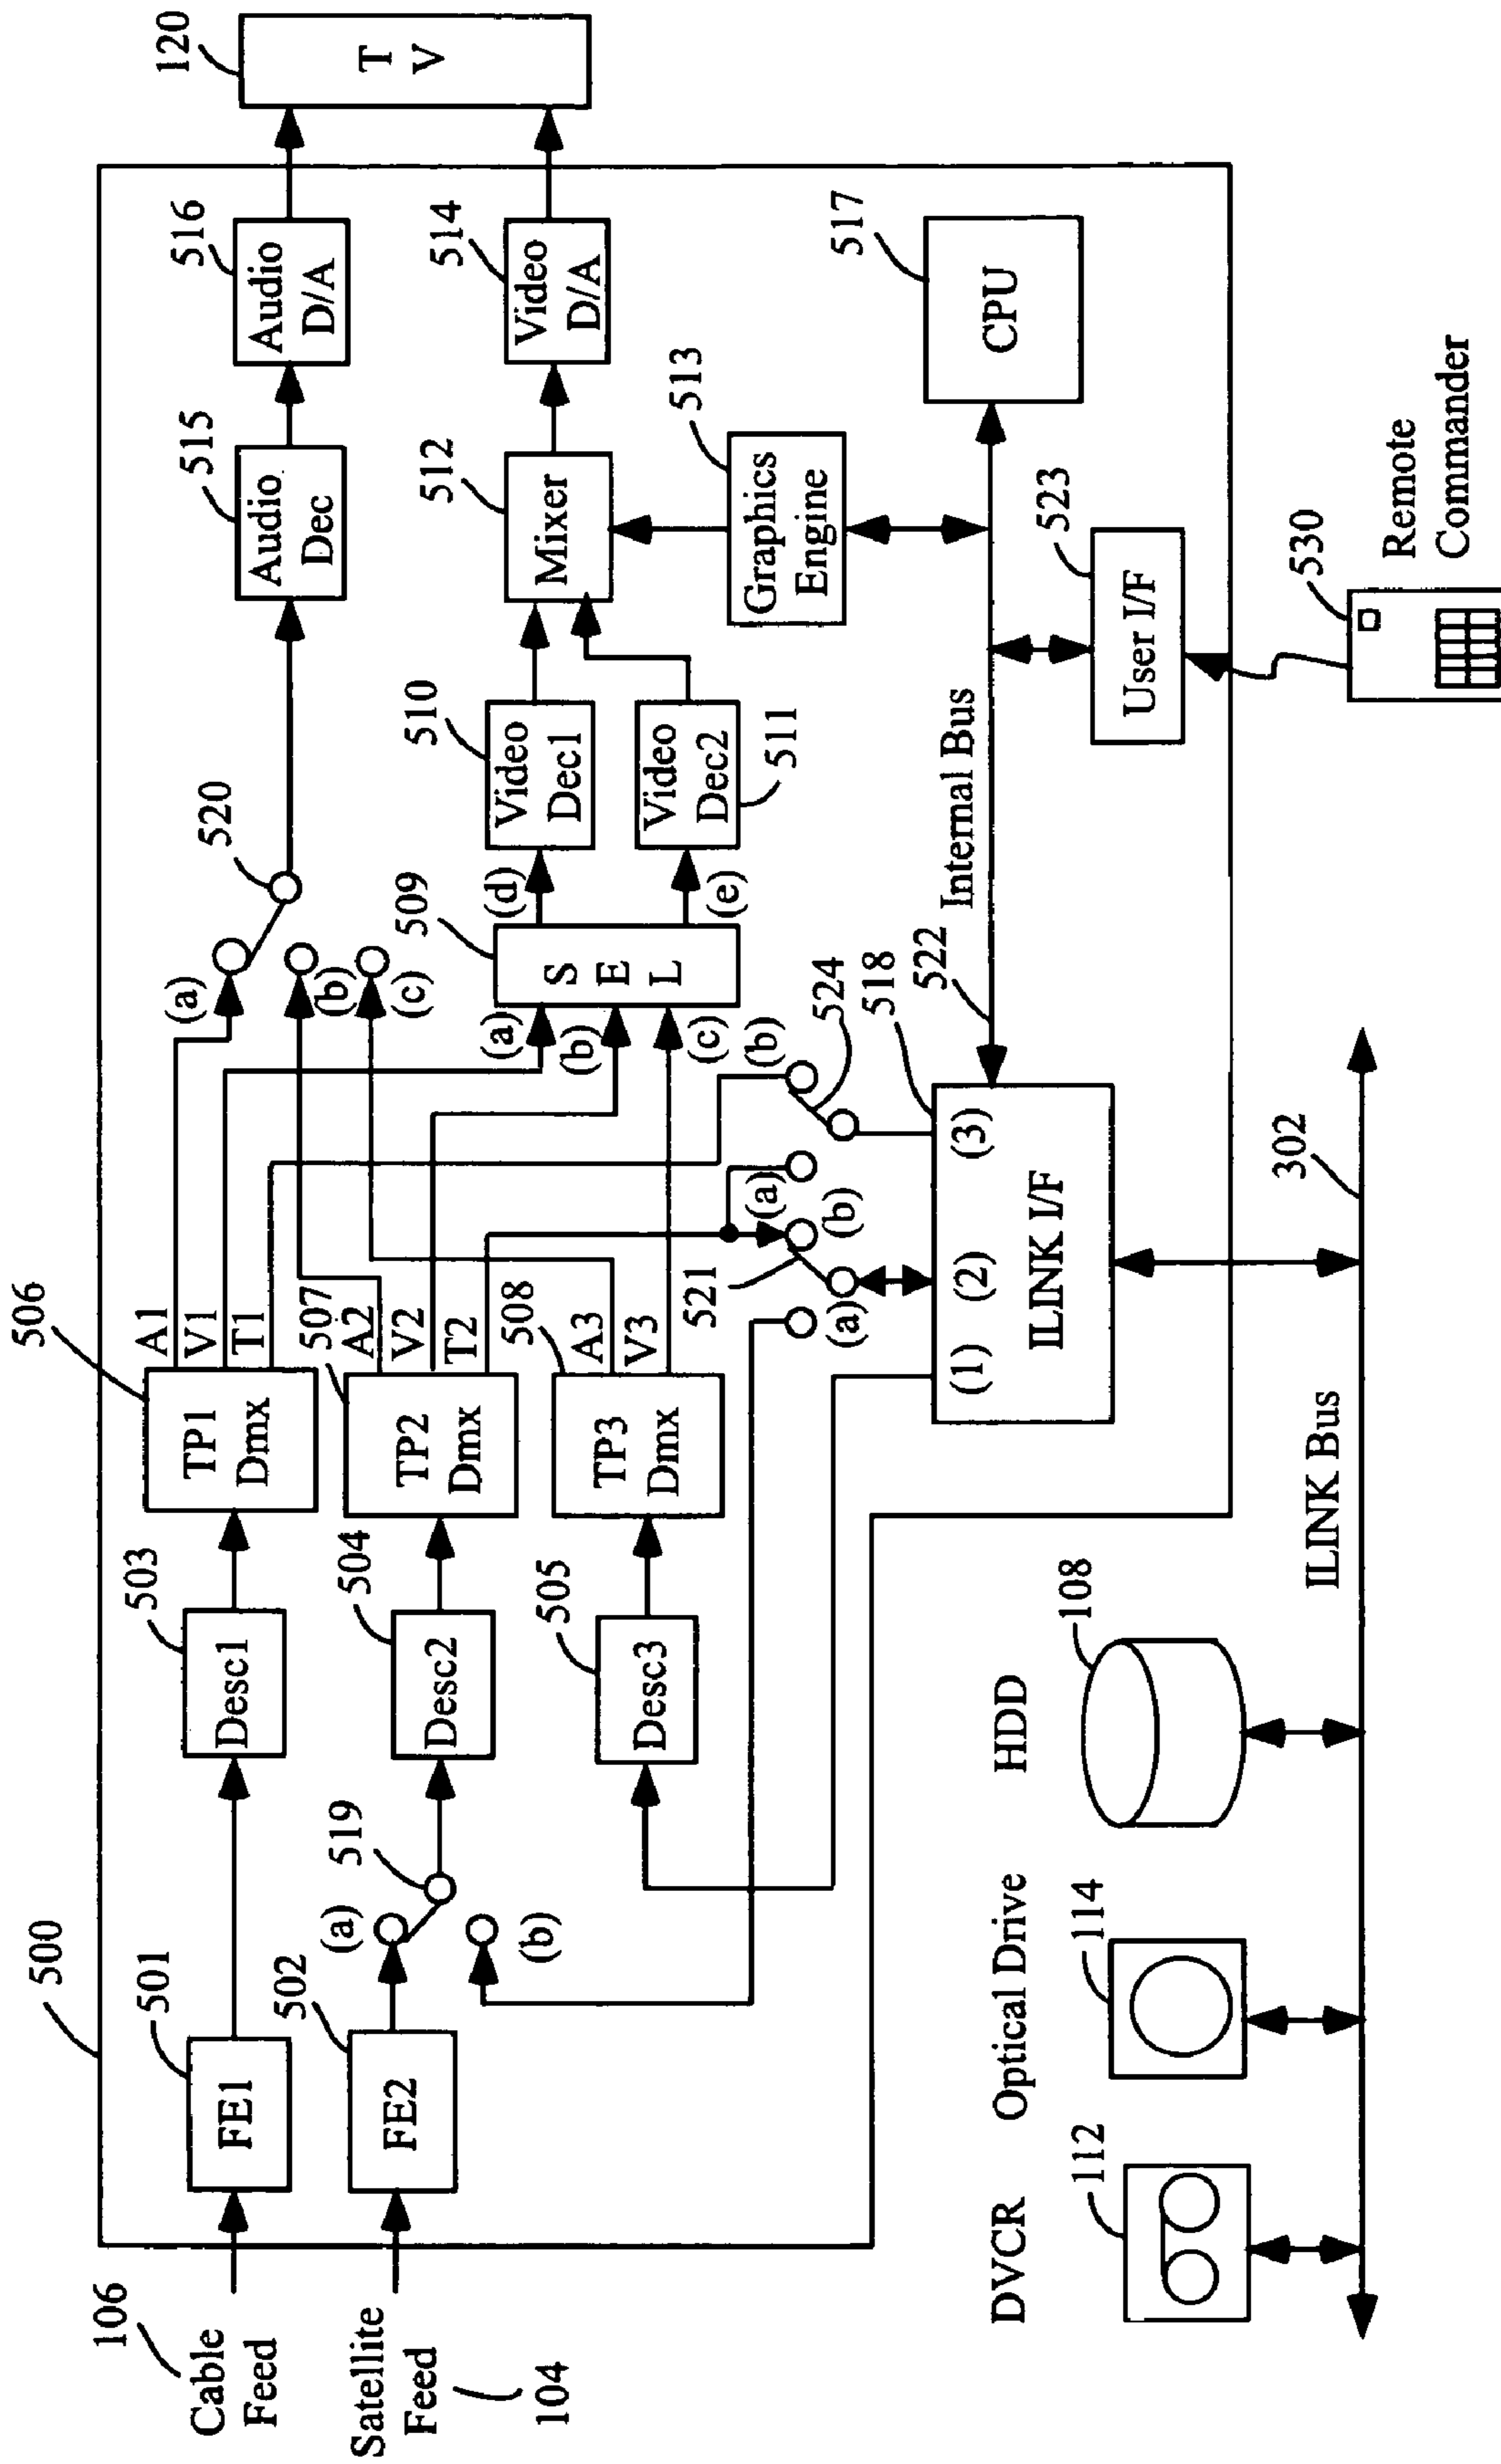 106
Cable
Feed
Satellite
Feed
104
500
501
FE1
502
FE2
(a)
519
(b)
503
Desc1
504
Desc2
505
Desc3
506
TP1
Dmx
A1
V1
T1
507
TP2
Dmx
A2
V2
T2
508
TP3
Dmx
A3
V3
(a)
520
(b)
(c)
509
(a)
(b)
(c)
S
E
L
(d)
(e)
510
Video
Dec1
Video
Dec2
511
515
Audio
Dec
516
Audio
D/A
512
Mixer
514
Video
D/A
513
Graphics
Engine
120
T
V
517
CPU
(b)
524
(a)
(b)
521
(a)
518
(1)
(2)
(3)
ILINK I/F
522
Internal Bus
523
User I/F
530
Remote
Commander
DVCR
112
Optical Drive
114
HDD
108
ILINK Bus
302